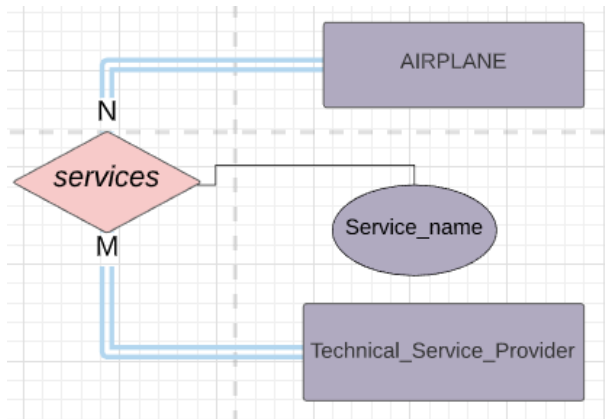 AIRPLANE
N
services
Service_name
M
Technical_Service_Provider